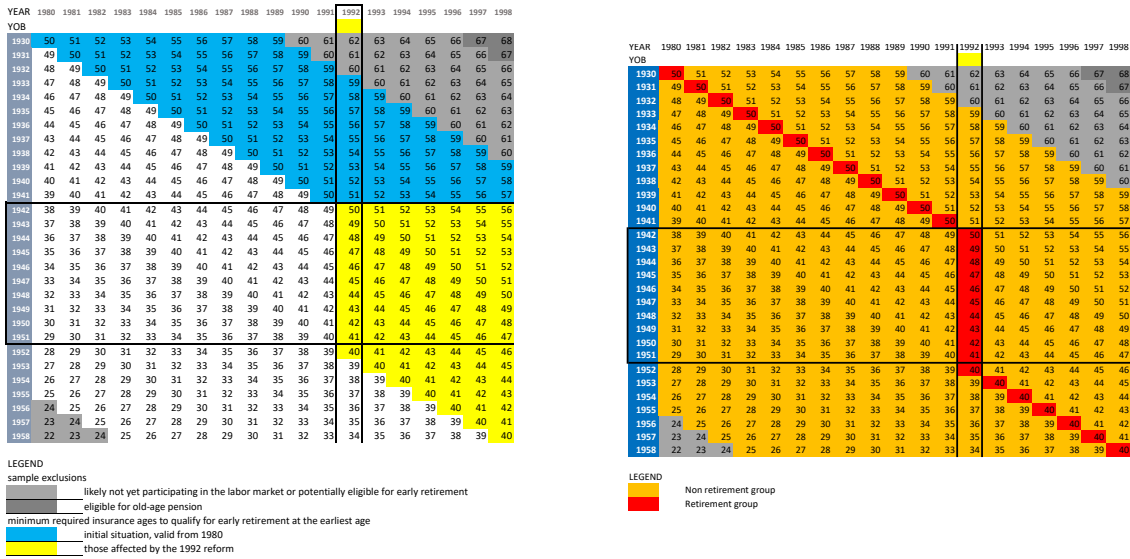 YEAR 1980 1981 1982 1983 1984 1985 1986 1987 1988 1989 1990 1991 1992 1993 1994 1995 1996 1997 1998
YOB
1930 50 51 52 53 54 55 56 57 58 59 60 61 62 63 64 65 66 67 68
1931 49 50 51 52 53 54 55 56 57 58 59 60 61 62 63 64 65 66 67
1932 48 49 50 51 52 53 54 55 56 57 58 59 60 61 62 63 64 65 66
1933 47 48 49 50 51 52 53 54 55 56 57 58 59 60 61 62 63 64 65
1934 46 47 48 49 50 51 52 53 54 55 56 57 58 59 60 61 62 63 64
1935 45 46 47 48 49 50 51 52 53 54 55 56 57 58 59 60 61 62 63
1936 44 45 46 47 48 49 50 51 52 53 54 55 56 57 58 59 60 61 62
1937 43 44 45 46 47 48 49 50 51 52 53 54 55 56 57 58 59 60 61
1938 42 43 44 45 46 47 48 49 50 51 52 53 54 55 56 57 58 59 60
1939 41 42 43 44 45 46 47 48 49 50 51 52 53 54 55 56 57 58 59
1940 40 41 42 43 44 45 46 47 48 49 50 51 52 53 54 55 56 57 58
1941 39 40 41 42 43 44 45 46 47 48 49 50 51 52 53 54 55 56 57
1942 38 39 40 41 42 43 44 45 46 47 48 49 50 51 52 53 54 55 56
1943 37 38 39 40 41 42 43 44 45 46 47 48 49 50 51 52 53 54 55
1944 36 37 38 39 40 41 42 43 44 45 46 47 48 49 50 51 52 53 54
1945 35 36 37 38 39 40 41 42 43 44 45 46 47 48 49 50 51 52 53
1946 34 35 36 37 38 39 40 41 42 43 44 45 46 47 48 49 50 51 52
1947 33 34 35 36 37 38 39 40 41 42 43 44 45 46 47 48 49 50 51
1948 32 33 34 35 36 37 38 39 40 41 42 43 44 45 46 47 48 49 50
1949 31 32 33 34 35 36 37 38 39 40 41 42 43 44 45 46 47 48 49
1950 30 31 32 33 34 35 36 37 38 39 40 41 42 43 44 45 46 47 48
1951 29 30 31 32 33 34 35 36 37 38 39 40 41 42 43 44 45 46 47
1952 28 29 30 31 32 33 34 35 36 37 38 39 40 41 42 43 44 45 46
1953 27 28 29 30 31 32 33 34 35 36 37 38 39 40 41 42 43 44 45
1954 26 27 28 29 30 31 32 33 34 35 36 37 38 39 40 41 42 43 44
1955 25 26 27 28 29 30 31 32 33 34 35 36 37 38 39 40 41 42 43
1956 24 25 26 27 28 29 30 31 32 33 34 35 36 37 38 39 40 41 42
1957 23 24 25 26 27 28 29 30 31 32 33 34 35 36 37 38 39 40 41
1958 22 23 24 25 26 27 28 29 30 31 32 33 34 35 36 37 38 39 40
LEGEND
sample exclusions
likely not yet participating in the labor market or potentially eligible for early retirement
eligible for old-age pension
minimum required insurance ages to qualify for early retirement at the earliest age
initial situation, valid from 1980
those affected by the 1992 reform
YEAR 1980 1981 1982 1983 1984 1985 1986 1987 1988 1989 1990 1991 1992 1993 1994 1995 1996 1997 1998
YOB
1930 50 51 52 53 54 55 56 57 58 59 60 61 62 63 64 65 66 67 68
1931 49 50 51 52 53 54 55 56 57 58 59 60 61 62 63 64 65 66 67
1932 48 49 50 51 52 53 54 55 56 57 58 59 60 61 62 63 64 65 66
1933 47 48 49 50 51 52 53 54 55 56 57 58 59 60 61 62 63 64 65
1934 46 47 48 49 50 51 52 53 54 55 56 57 58 59 60 61 62 63 64
1935 45 46 47 48 49 50 51 52 53 54 55 56 57 58 59 60 61 62 63
1936 44 45 46 47 48 49 50 51 52 53 54 55 56 57 58 59 60 61 62
1937 43 44 45 46 47 48 49 50 51 52 53 54 55 56 57 58 59 60 61
1938 42 43 44 45 46 47 48 49 50 51 52 53 54 55 56 57 58 59 60
1939 41 42 43 44 45 46 47 48 49 50 51 52 53 54 55 56 57 58 59
1940 40 41 42 43 44 45 46 47 48 49 50 51 52 53 54 55 56 57 58
1941 39 40 41 42 43 44 45 46 47 48 49 50 51 52 53 54 55 56 57
1942 38 39 40 41 42 43 44 45 46 47 48 49 50 51 52 53 54 55 56
1943 37 38 39 40 41 42 43 44 45 46 47 48 49 50 51 52 53 54 55
1944 36 37 38 39 40 41 42 43 44 45 46 47 48 49 50 51 52 53 54
1945 35 36 37 38 39 40 41 42 43 44 45 46 47 48 49 50 51 52 53
1946 34 35 36 37 38 39 40 41 42 43 44 45 46 47 48 49 50 51 52
1947 33 34 35 36 37 38 39 40 41 42 43 44 45 46 47 48 49 50 51
1948 32 33 34 35 36 37 38 39 40 41 42 43 44 45 46 47 48 49 50
1949 31 32 33 34 35 36 37 38 39 40 41 42 43 44 45 46 47 48 49
1950 30 31 32 33 34 35 36 37 38 39 40 41 42 43 44 45 46 47 48
1951 29 30 31 32 33 34 35 36 37 38 39 40 41 42 43 44 45 46 47
1952 28 29 30 31 32 33 34 35 36 37 38 39 40 41 42 43 44 45 46
1953 27 28 29 30 31 32 33 34 35 36 37 38 39 40 41 42 43 44 45
1954 26 27 28 29 30 31 32 33 34 35 36 37 38 39 40 41 42 43 44
1955 25 26 27 28 29 30 31 32 33 34 35 36 37 38 39 40 41 42 43
1956 24 25 26 27 28 29 30 31 32 33 34 35 36 37 38 39 40 41 42
1957 23 24 25 26 27 28 29 30 31 32 33 34 35 36 37 38 39 40 41
1958 22 23 24 25 26 27 28 29 30 31 32 33 34 35 36 37 38 39 40
LEGEND
Non retirement group
Retirement group